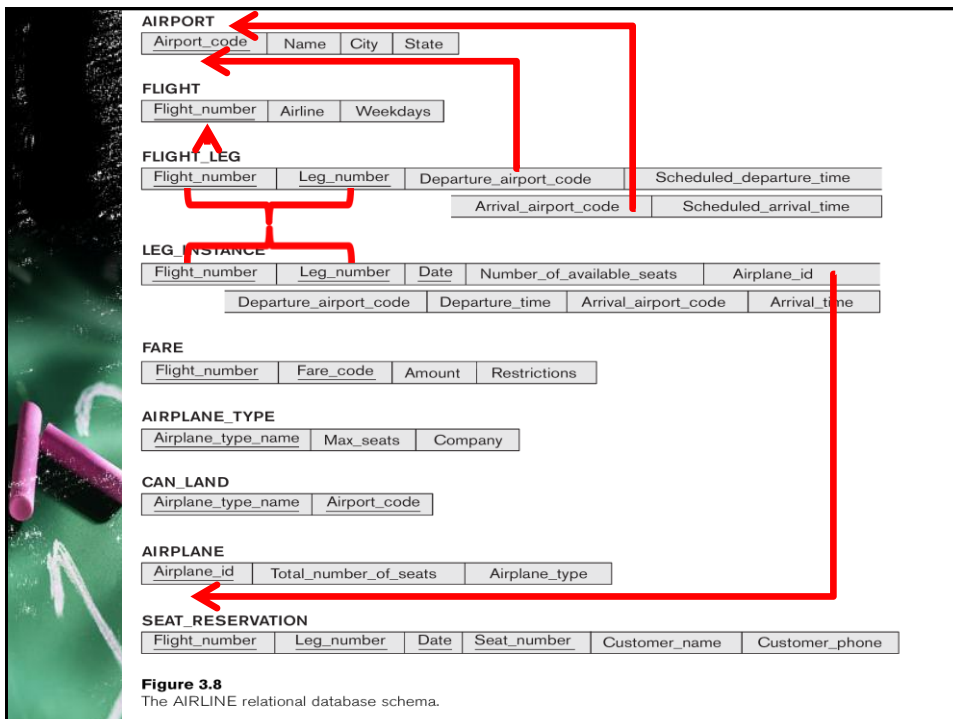 AIRPORT
Airport_code Name City State
FLIGHT
Flight_number Airline Weekdays
FLIGHT_LEG
Flight_number Leg_number Departure_airport_code Scheduled_departure_time
Arrival_airport_code Scheduled_arrival_time
LEG_INSTANCE
Flight_number Leg_number Date Number_of_available_seats Airplane_id
Departure_airport_code Departure_time Arrival_airport_code Arrival_time
FARE
Flight_number Fare_code Amount Restrictions
AIRPLANE_TYPE
Airplane_type_name Max_seats Company
CAN_LAND
Airplane_type_name Airport_code
AIRPLANE
Airplane_id Total_number_of_seats Airplane_type
SEAT_RESERVATION
Flight_number Leg_number Date Seat_number Customer_name Customer_phone
Figure 3.8
The AIRLINE relational database schema.